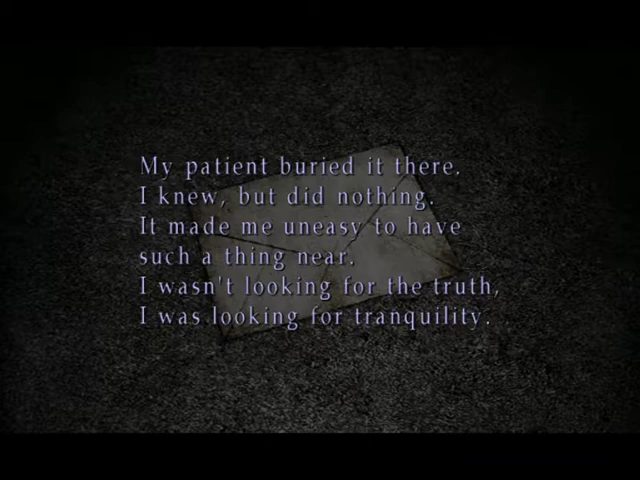 My patient buried it there.
I knew, but did nothing.
It made me uneasy to have
such a thing near.
I wasn't looking for the truth,
I was looking for tranquility.